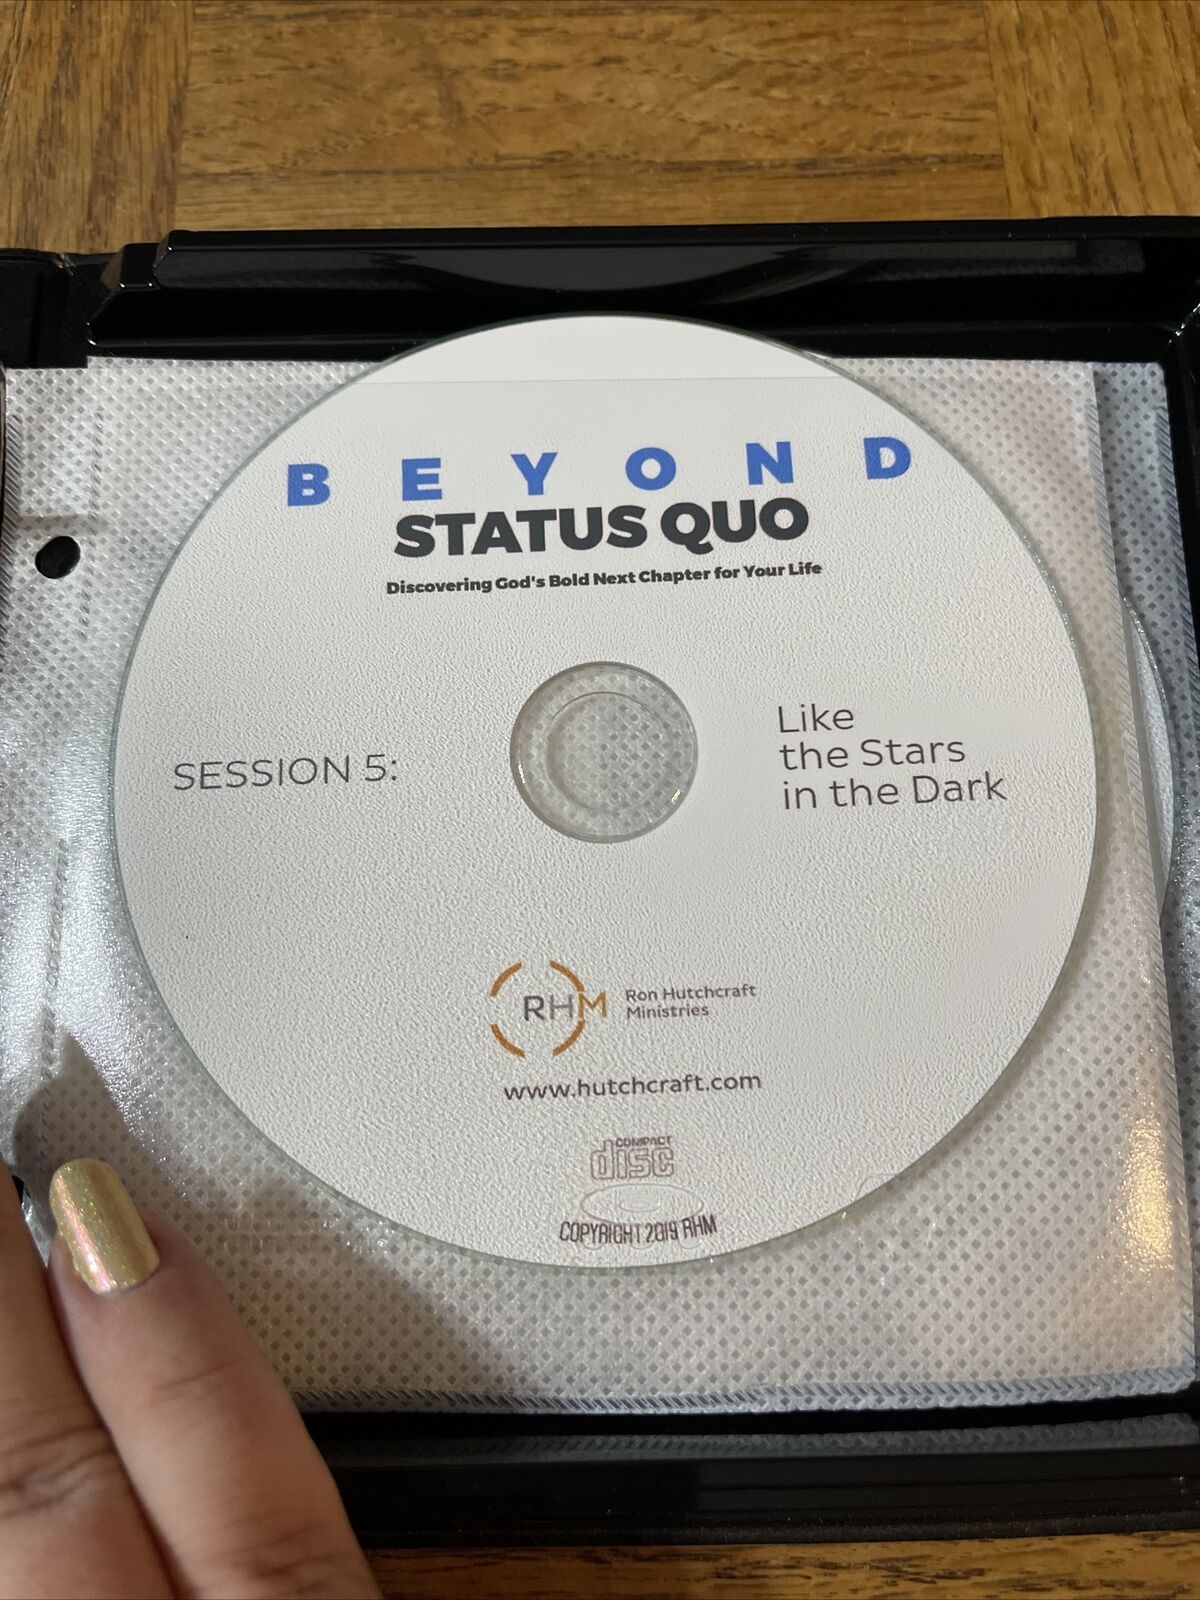 BEYOND
STATUS QUO
Discovering God's Bold Next Chapter for Your Life
SESSION 5:
Like
the Stars
in the Dark
RHM
Ron Hutchcraft
Ministries
www.hutchcraft.com
COMPACT
disc
COPYRIGHT 2019 RHM